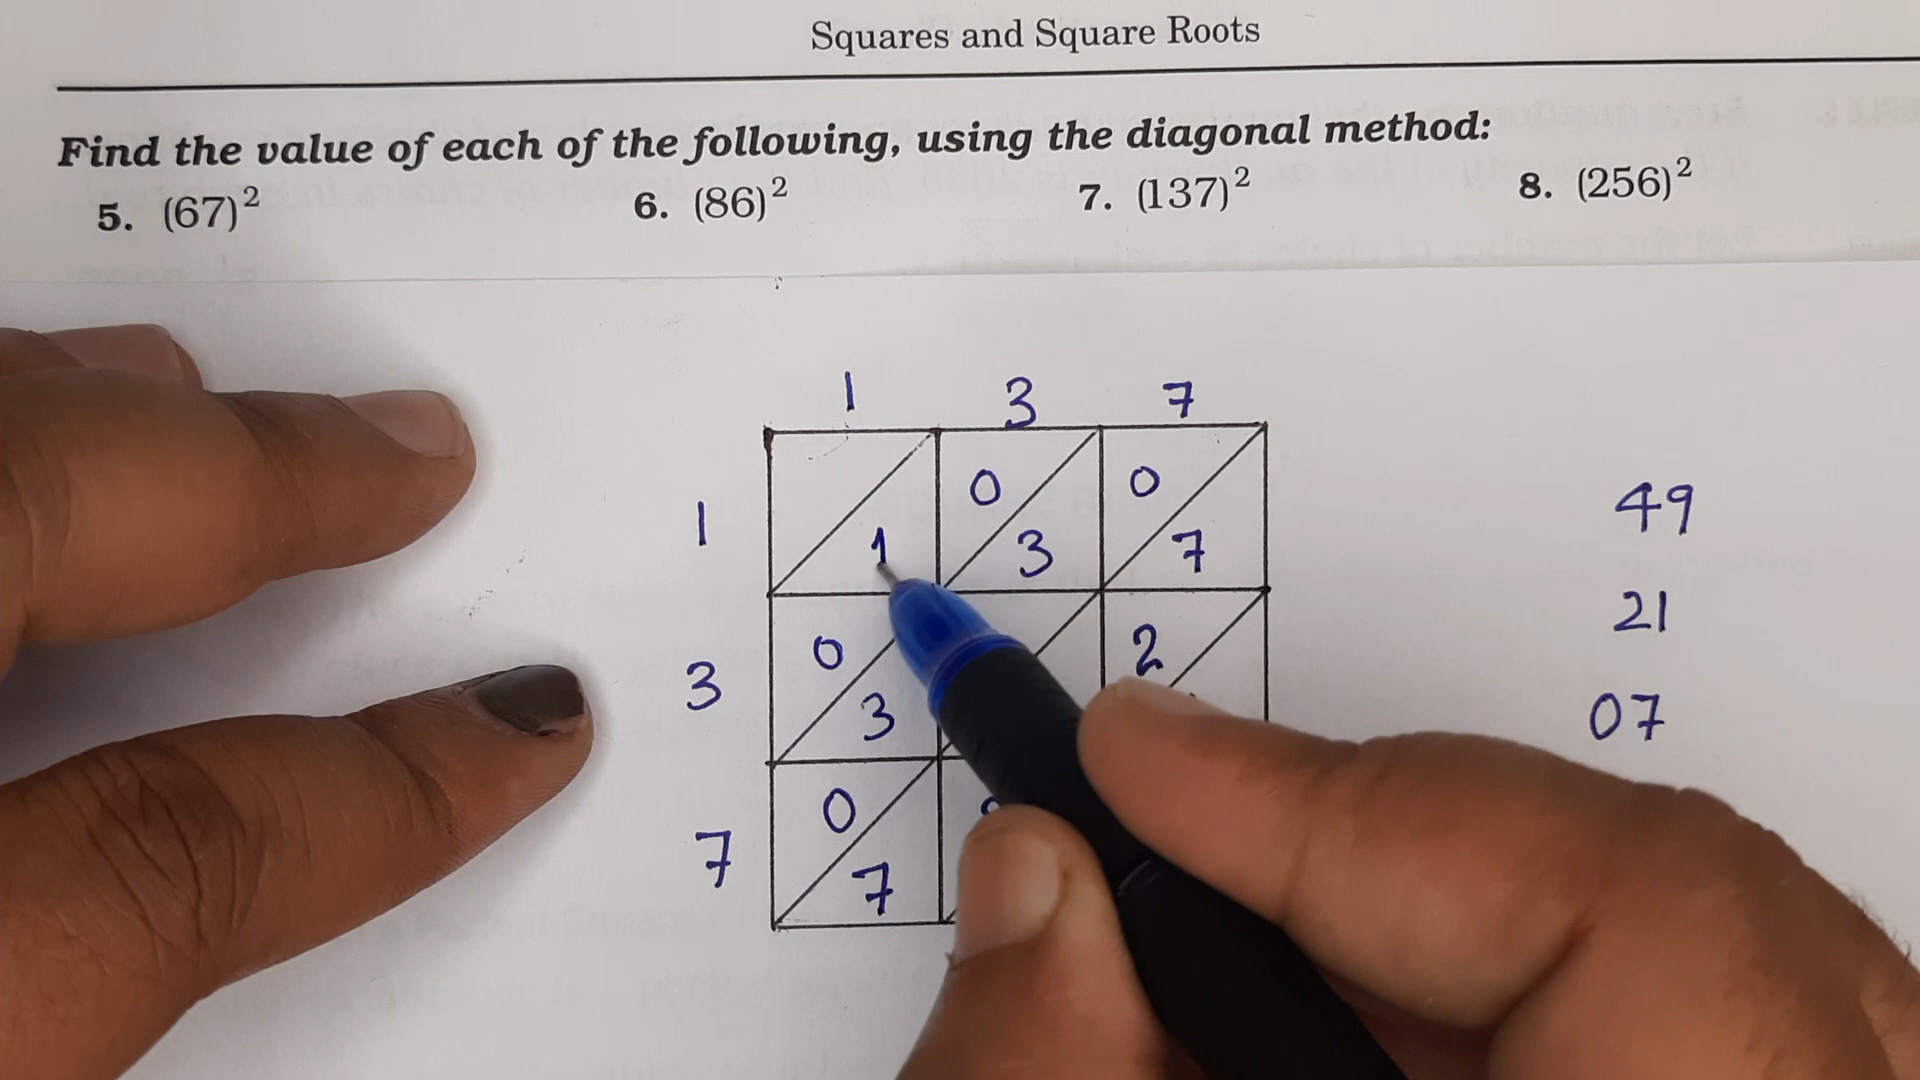 Squares and Square Roots
Find the value of each of the following, using the diagonal method:
5. (67)² 6. (86)² 7. (137)² 8. (256)²
1 3 7
1 1 0 3 0 7
3 0 3 2
7 0 7
49
21
07